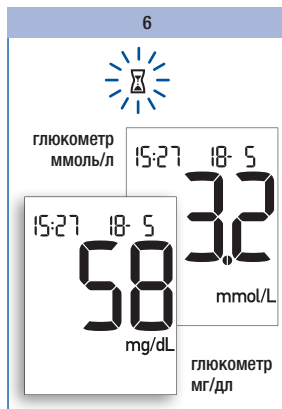 6
глюкометр
ммоль/л
15:27 18- 5
3.2
mmol/L
15:27 18- 5
58
mg/dL
глюкометр
мг/дл